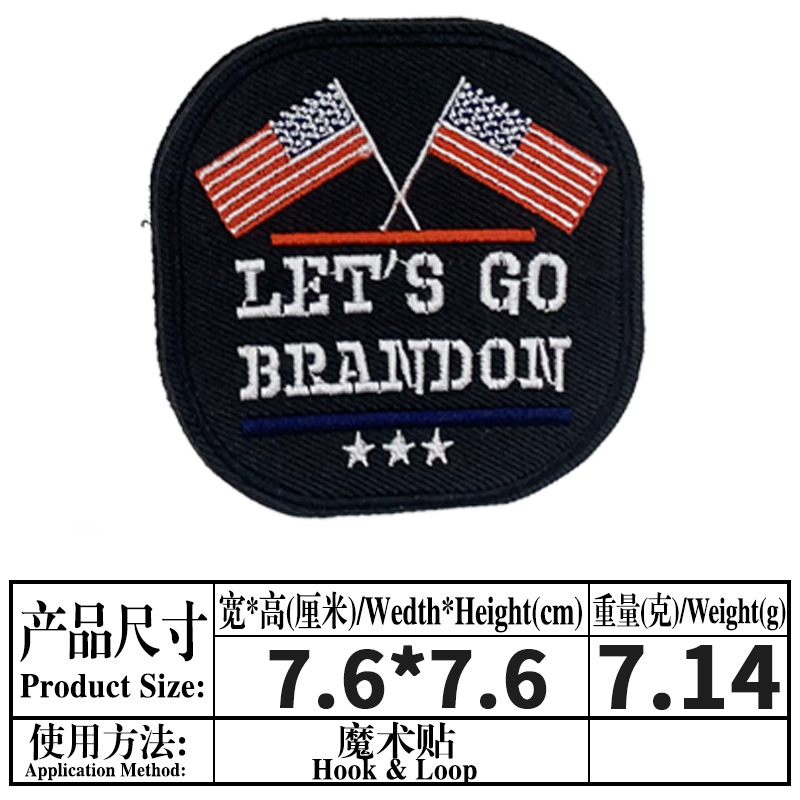 LET'S GO
BRANDON
产品尺寸
Product Size:
宽*高(厘米)/Wedth*Height(cm)
重量(克)/Weight(g)
7.6*7.6
7.14
使用方法:
Application Method:
魔术贴
Hook & Loop